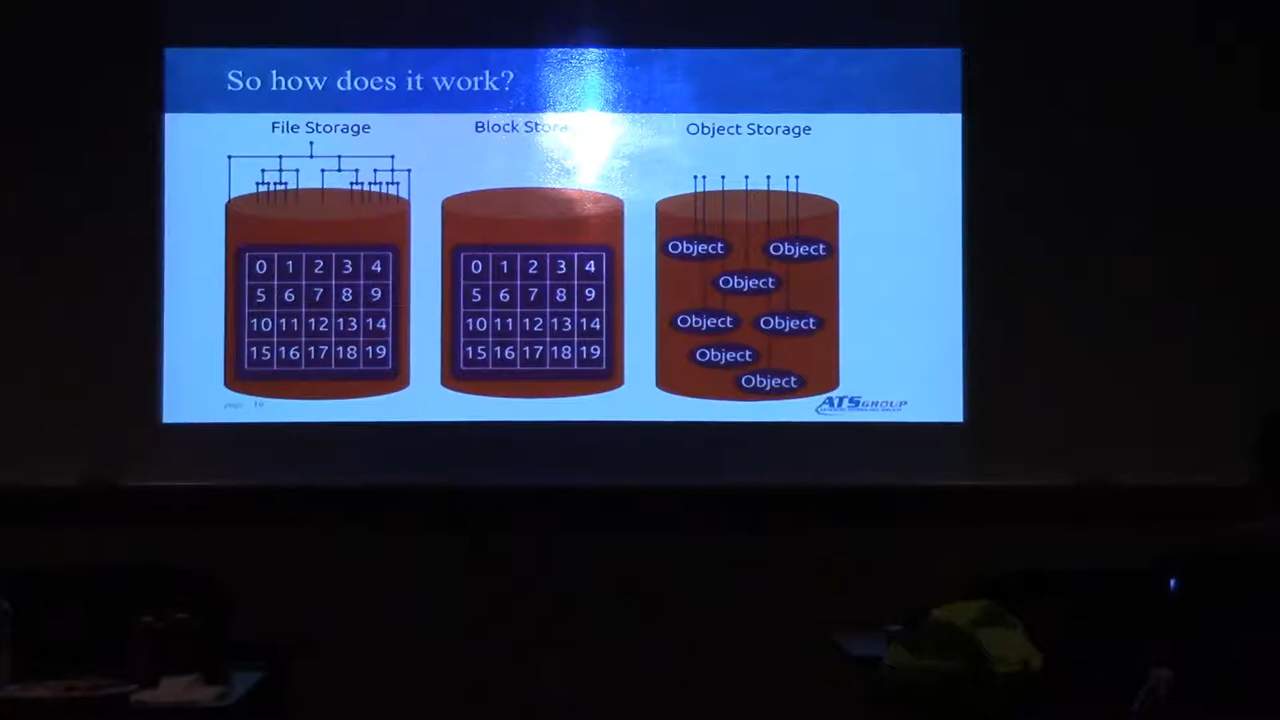 So how does it work?
File Storage
Block Stora
Object Storage
0 1 2 3 4
5 6 7 8 9
10 11 12 13 14
15 16 17 18 19
0 1 2 3 4
5 6 7 8 9
10 11 12 13 14
15 16 17 18 19
Object
Object
Object
Object
Object
Object
Object
page
ATS GROUP